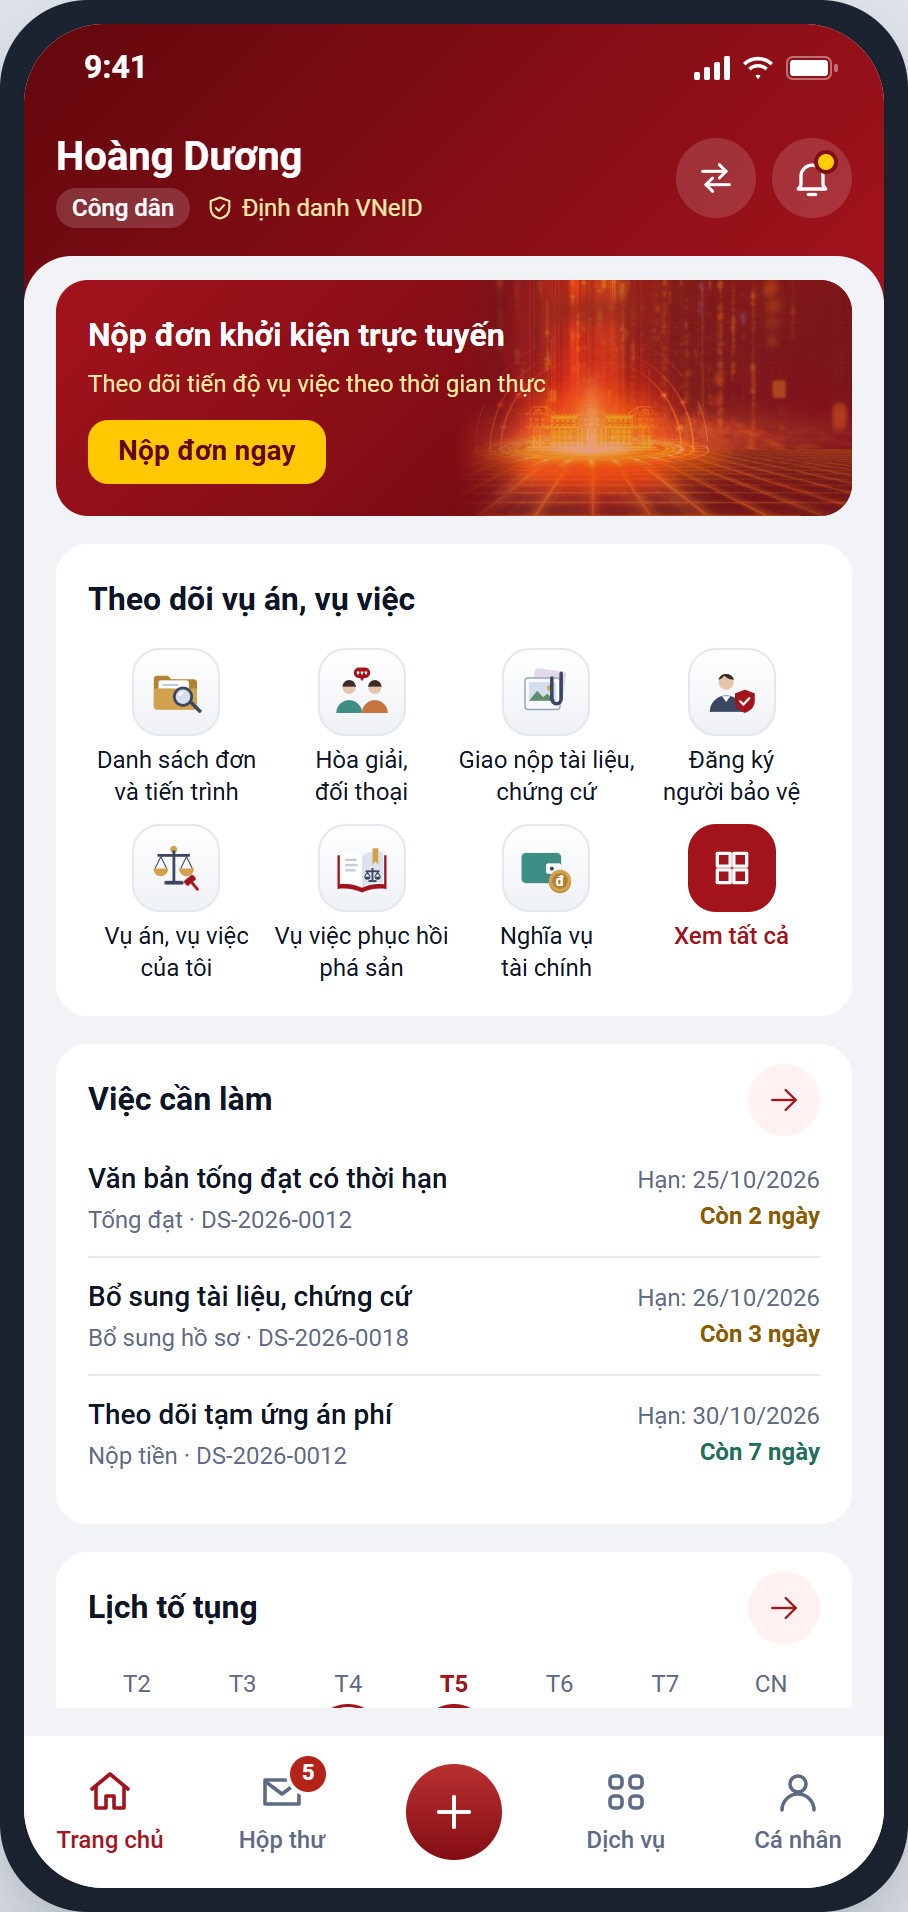 9:41
Hoàng Dương
Công dân
Định danh VNeID
Nộp đơn khởi kiện trực tuyến
Theo dõi tiến độ vụ việc theo thời gian thực
Nộp đơn ngay
Theo dõi vụ án, vụ việc
Danh sách đơn
và tiến trình
Hòa giải,
đối thoại
Giao nộp tài liệu,
chứng cứ
Đăng ký
người bảo vệ
đ
Vụ án, vụ việc
của tôi
Vụ việc phục hồi
phá sản
Nghĩa vụ
tài chính
Xem tất cả
Việc cần làm
Văn bản tống đạt có thời hạn
Hạn: 25/10/2026
Tống đạt · DS-2026-0012
Còn 2 ngày
Bổ sung tài liệu, chứng cứ
Hạn: 26/10/2026
Bổ sung hồ sơ · DS-2026-0018
Còn 3 ngày
Theo dõi tạm ứng án phí
Hạn: 30/10/2026
Nộp tiền · DS-2026-0012
Còn 7 ngày
Lịch tố tụng
T2 T3 T4 T5 T6 T7 CN
5
Trang chủ
Hộp thư
Dịch vụ
Cá nhân